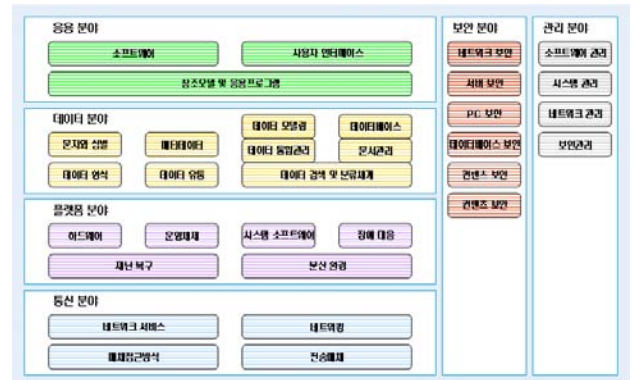 응용 분야
소프트웨어
사용자 인터페이스
참조모델 및 응용프로그램
데이터 분야
문자와 심벌
메타데이터
데이터 모델링
데이터베이스
데이터 통합관리
문서관리
데이터 형식
데이터 유통
데이터 검색 및 분류체계
플랫폼 분야
하드웨어
운영체제
시스템 소프트웨어
장애 대응
재난 복구
분산 환경
통신 분야
네트워크 서비스
네트워킹
매체접근방식
전송매체
보안 분야
네트워크 보안
서버 보안
PC 보안
데이터베이스 보안
컨텐츠 보안
관리 분야
소프트웨어 관리
시스템 관리
네트워크 관리
보안관리